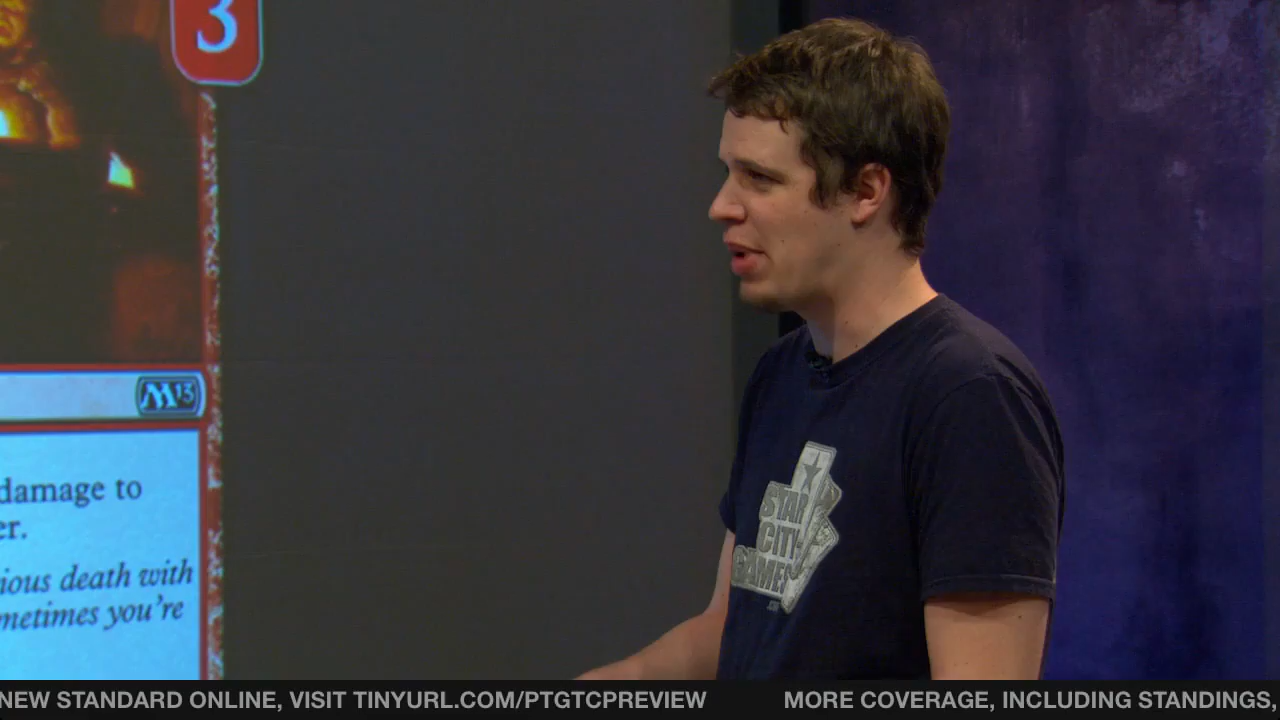 3
M13
damage to
er.
ious death with
metimes you're
STAR
CITY
GAMES
NEW STANDARD ONLINE, VISIT TINYURL.COM/PTGTCPREVIEW MORE COVERAGE, INCLUDING STANDINGS,